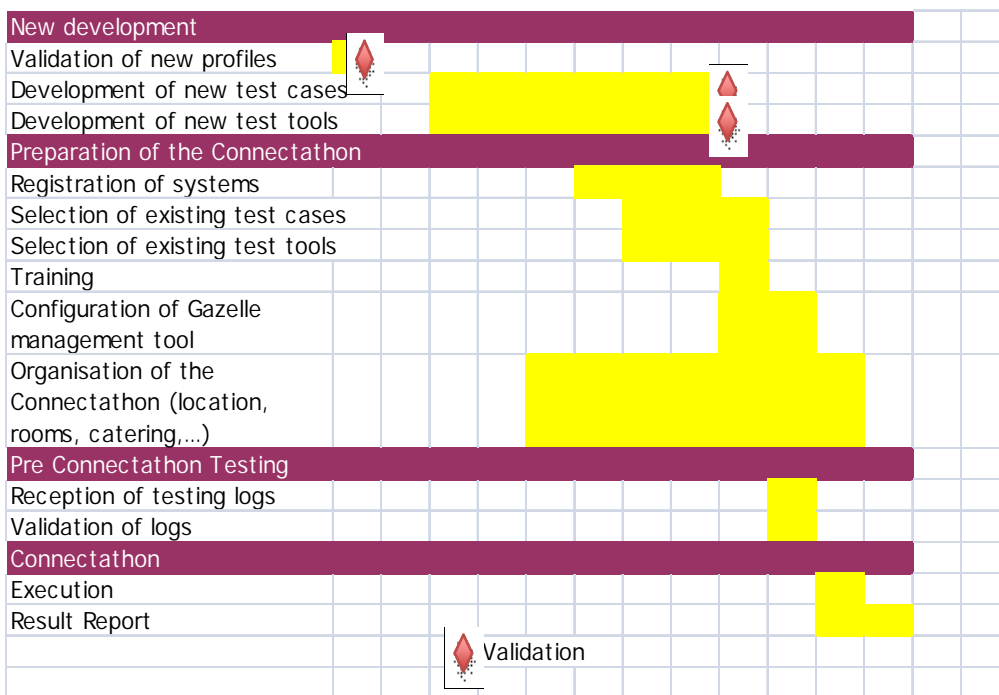 New development
Validation of new profiles
Development of new test cases
Development of new test tools
Preparation of the Connectathon
Registration of systems
Selection of existing test cases
Selection of existing test tools
Training
Configuration of Gazelle
management tool
Organisation of the
Connectathon (location,
rooms, catering,...)
Pre Connectathon Testing
Reception of testing logs
Validation of logs
Connectathon
Execution
Result Report
Validation